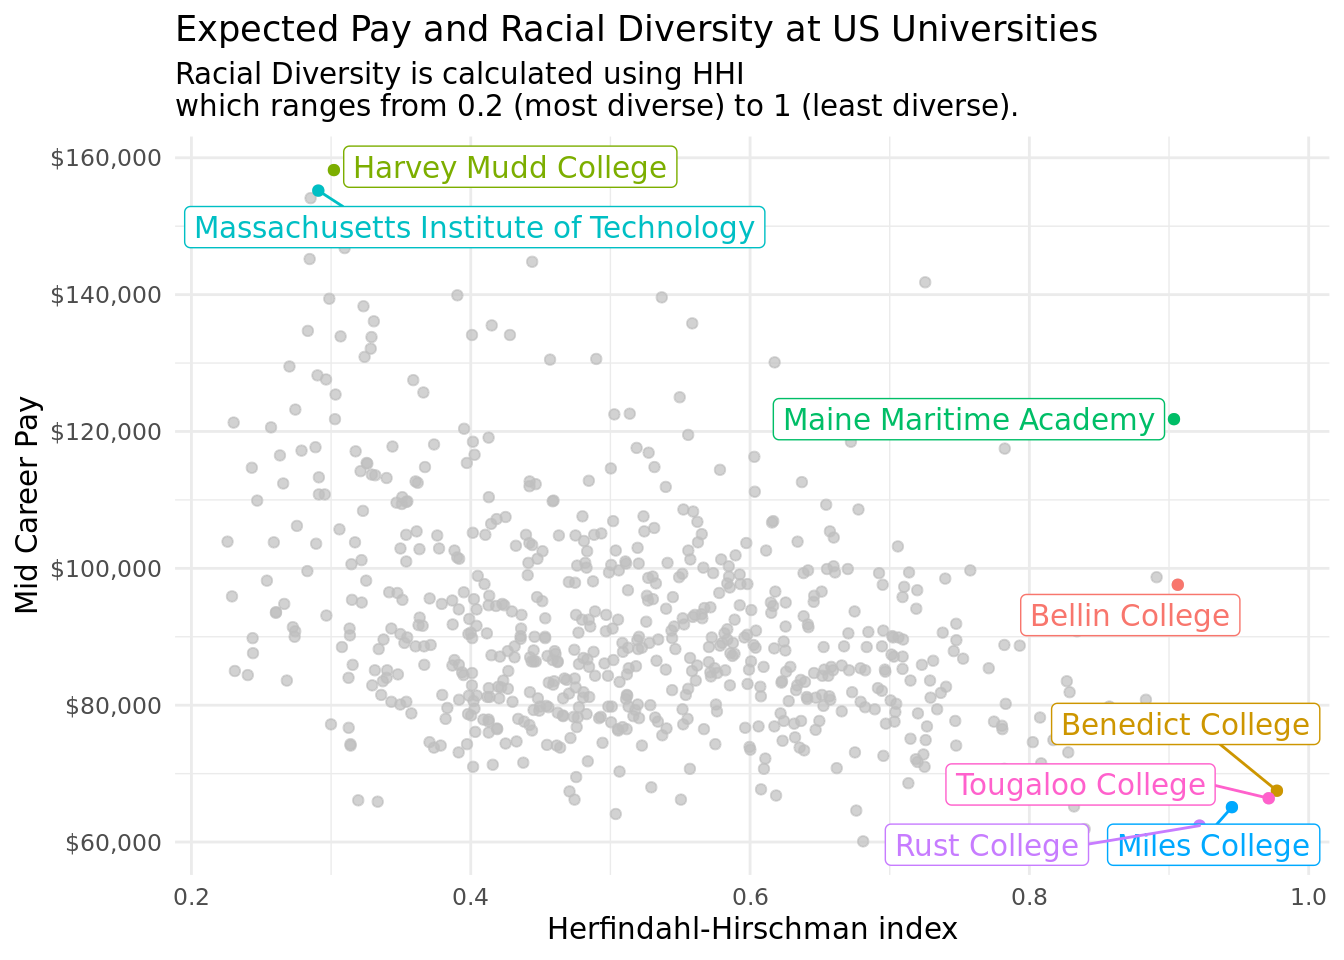 Expected Pay and Racial Diversity at US Universities
Racial Diversity is calculated using HHI
which ranges from 0.2 (most diverse) to 1 (least diverse).
Mid Career Pay
$160,000
$140,000
$120,000
$100,000
$80,000
$60,000
Harvey Mudd College
Massachusetts Institute of Technology
Maine Maritime Academy
Bellin College
Benedict College
Tougaloo College
Rust College
Miles College
0.2
0.4
0.6
0.8
1.0
Herfindahl-Hirschman index